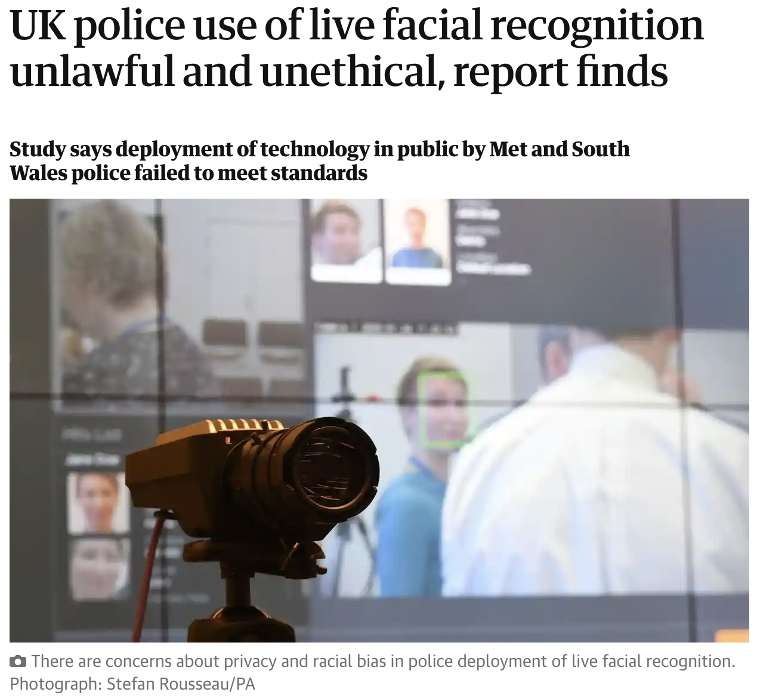 UK police use of live facial recognition
unlawful and unethical, report finds
Study says deployment of technology in public by Met and South
Wales police failed to meet standards
There are concerns about privacy and racial bias in police deployment of live facial recognition.
Photograph: Stefan Rousseau/PA